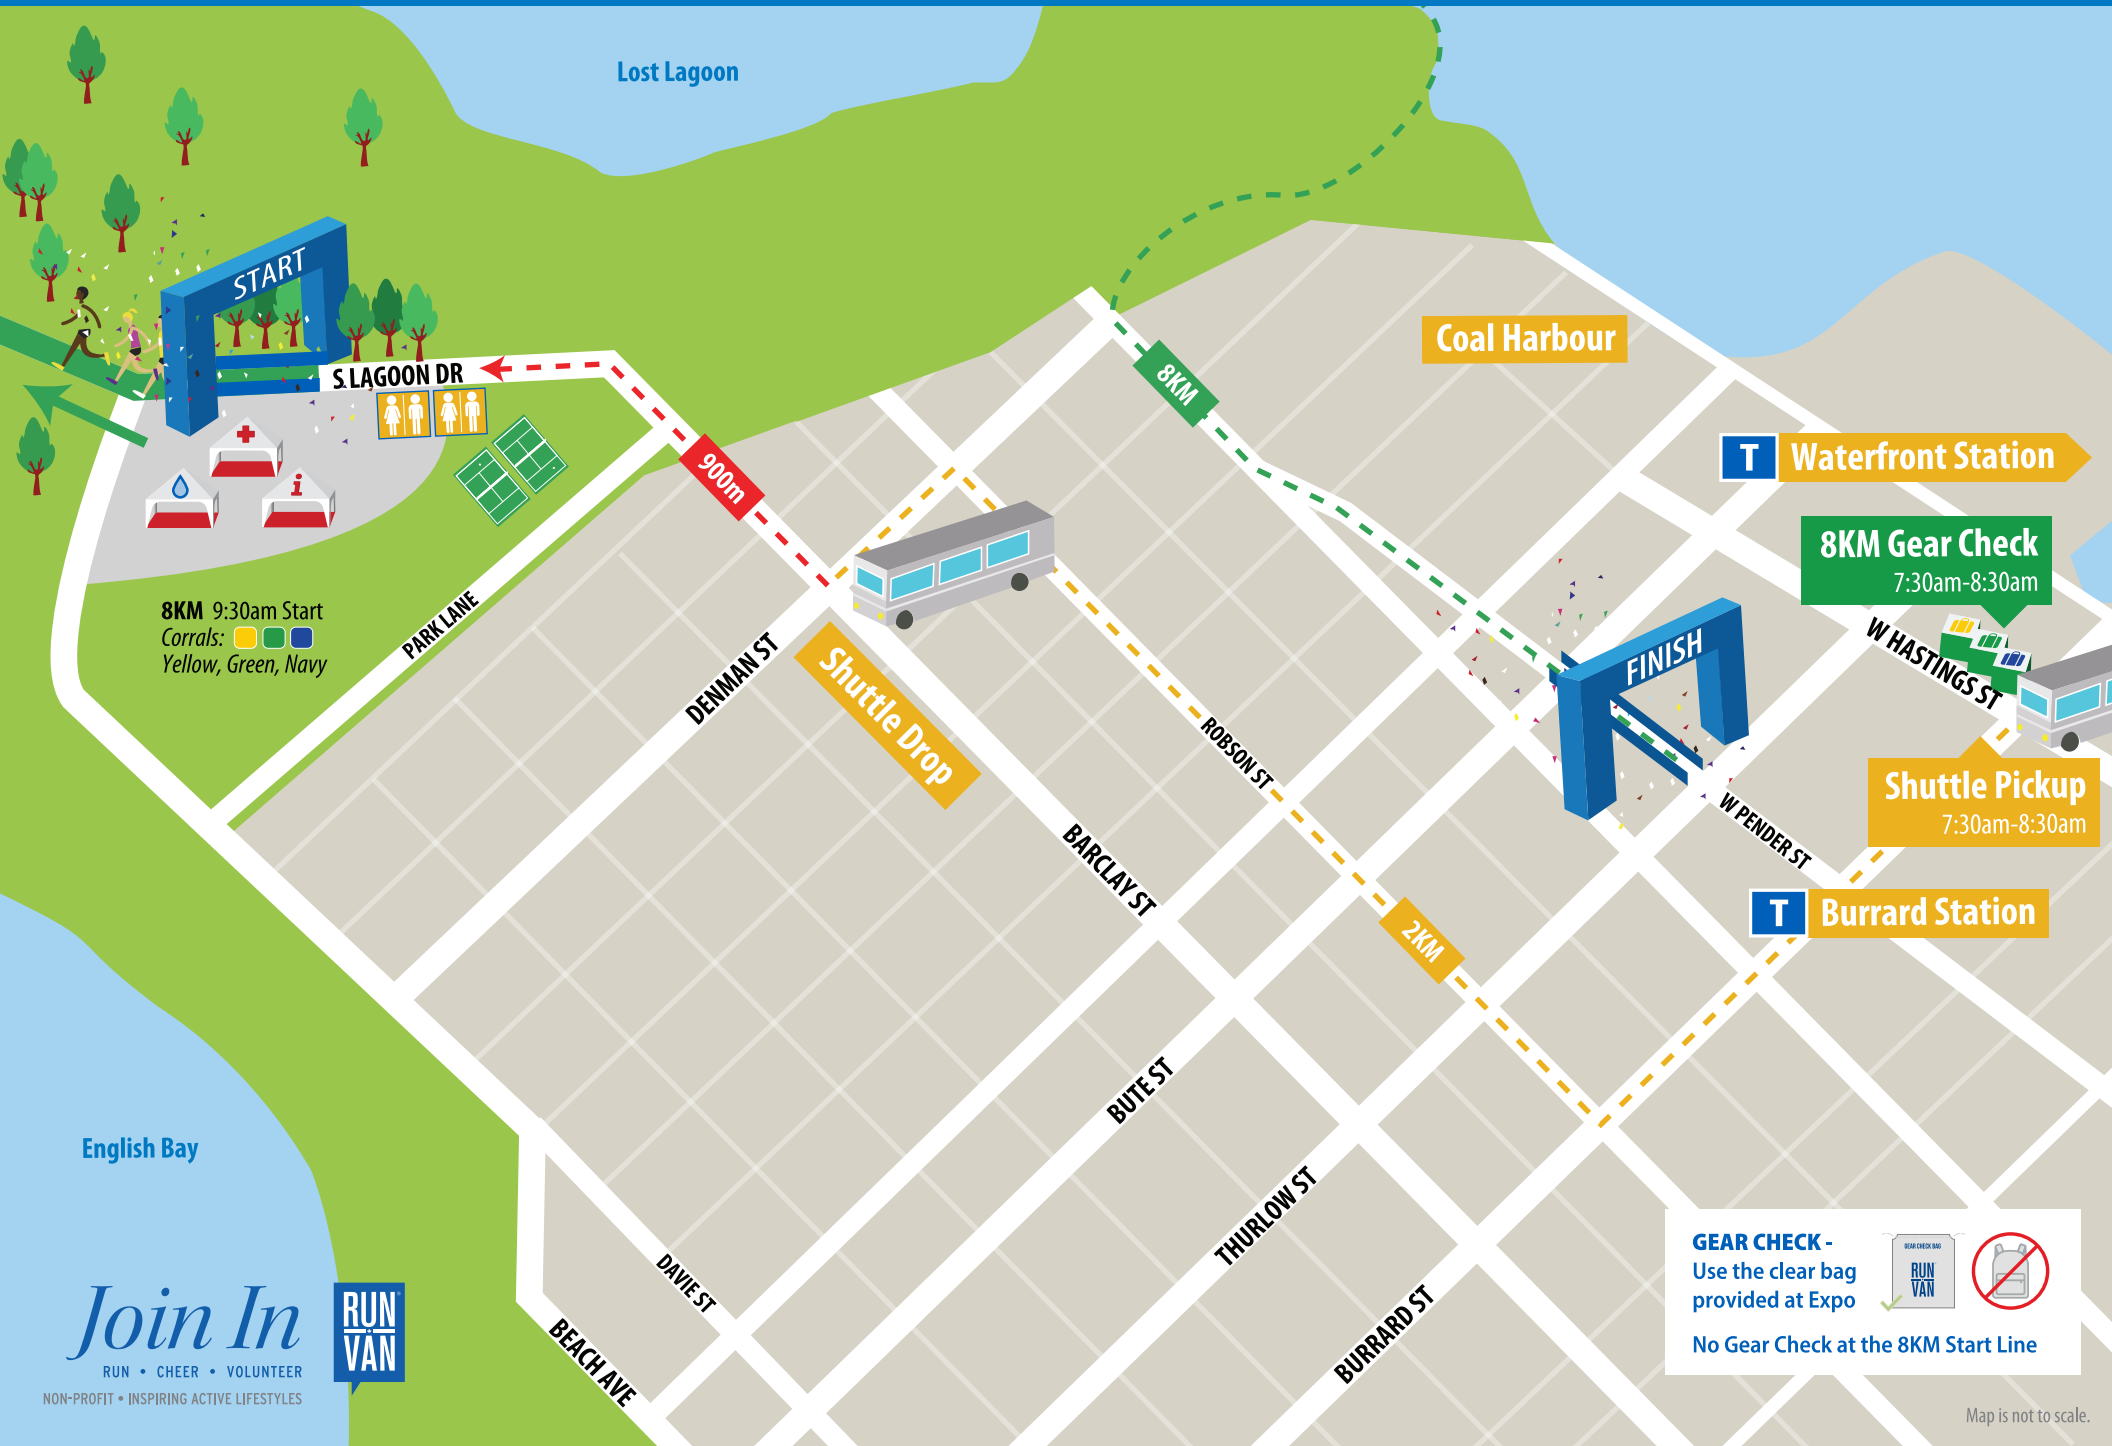 Lost Lagoon
START
S LAGOON DR
Coal Harbour
8KM
T Waterfront Station
900m
8KM Gear Check
7:30am-8:30am
8KM 9:30am Start
Corrals:
Yellow, Green, Navy
PARK LANE
DENMAN ST
Shuttle Drop
ROBSON ST
FINISH
W HASTINGS ST
Shuttle Pickup
7:30am-8:30am
W PENDER ST
BARCLAY ST
2KM
T Burrard Station
BUTE ST
English Bay
THURLOW ST
DAVIE ST
BEACH AVE
BURRARD ST
GEAR CHECK -
Use the clear bag
provided at Expo
No Gear Check at the 8KM Start Line
GEAR CHECK BAG
RUN
VAN
Join In
RUN • CHEER • VOLUNTEER
NON-PROFIT • INSPIRING ACTIVE LIFESTYLES
RUN
VAN
Map is not to scale.